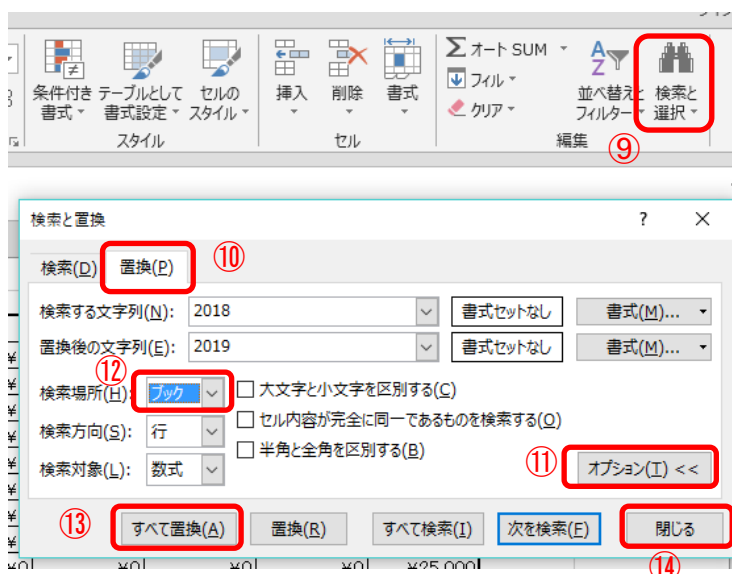 Σ オート SUM
フィル
クリア
条件付き
書式
テーブルとして
書式設定
セルの
スタイル
挿入
削除
書式
並べ替えと
フィルター
検索と
選択
スタイル
セル
編集
⑨
検索と置換
?
×
検索(D)
置換(P)
⑩
検索する文字列(N): 2018 書式セットなし 書式(M)...
置換後の文字列(E): 2019 書式セットなし 書式(M)...
⑫
検索場所(H): ブック
大文字と小文字を区別する(C)
検索方向(S): 行
セル内容が完全に同一であるものを検索する(O)
検索対象(L): 数式
半角と全角を区別する(B)
⑪
オプション(T) <<
⑬
すべて置換(A)
置換(R)
すべて検索(I)
次を検索(F)
閉じる
⑭
¥0 ¥0 ¥0 ¥25,000